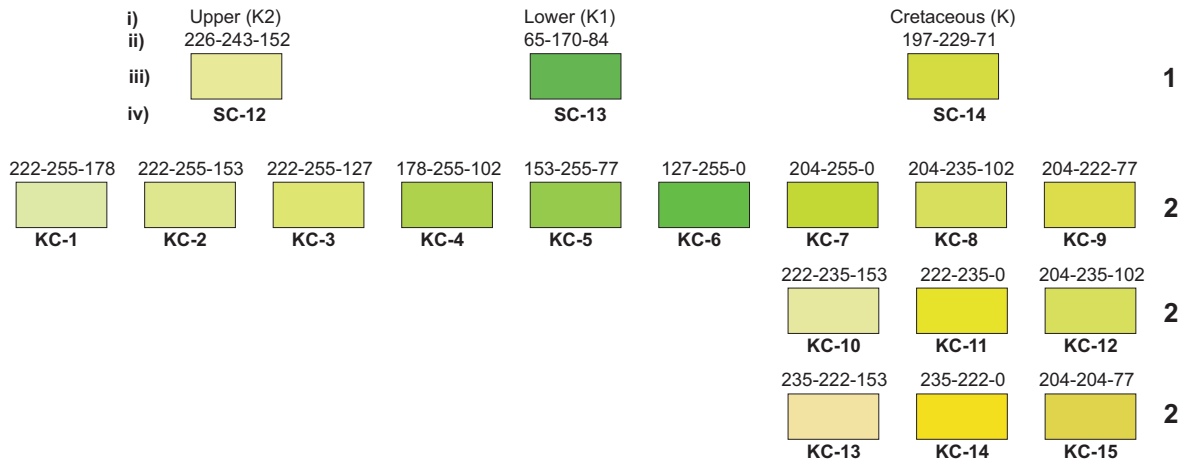 i) Upper (K2) Lower (K1) Cretaceous (K)
ii) 226-243-152 65-170-84 197-229-71
iii) 1
iv) SC-12 SC-13 SC-14
222-255-178 222-255-153 222-255-127 178-255-102 153-255-77 127-255-0 204-255-0 204-235-102 204-222-77
2
KC-1 KC-2 KC-3 KC-4 KC-5 KC-6 KC-7 KC-8 KC-9
222-235-153 222-235-0 204-235-102
2
KC-10 KC-11 KC-12
235-222-153 235-222-0 204-204-77
2
KC-13 KC-14 KC-15